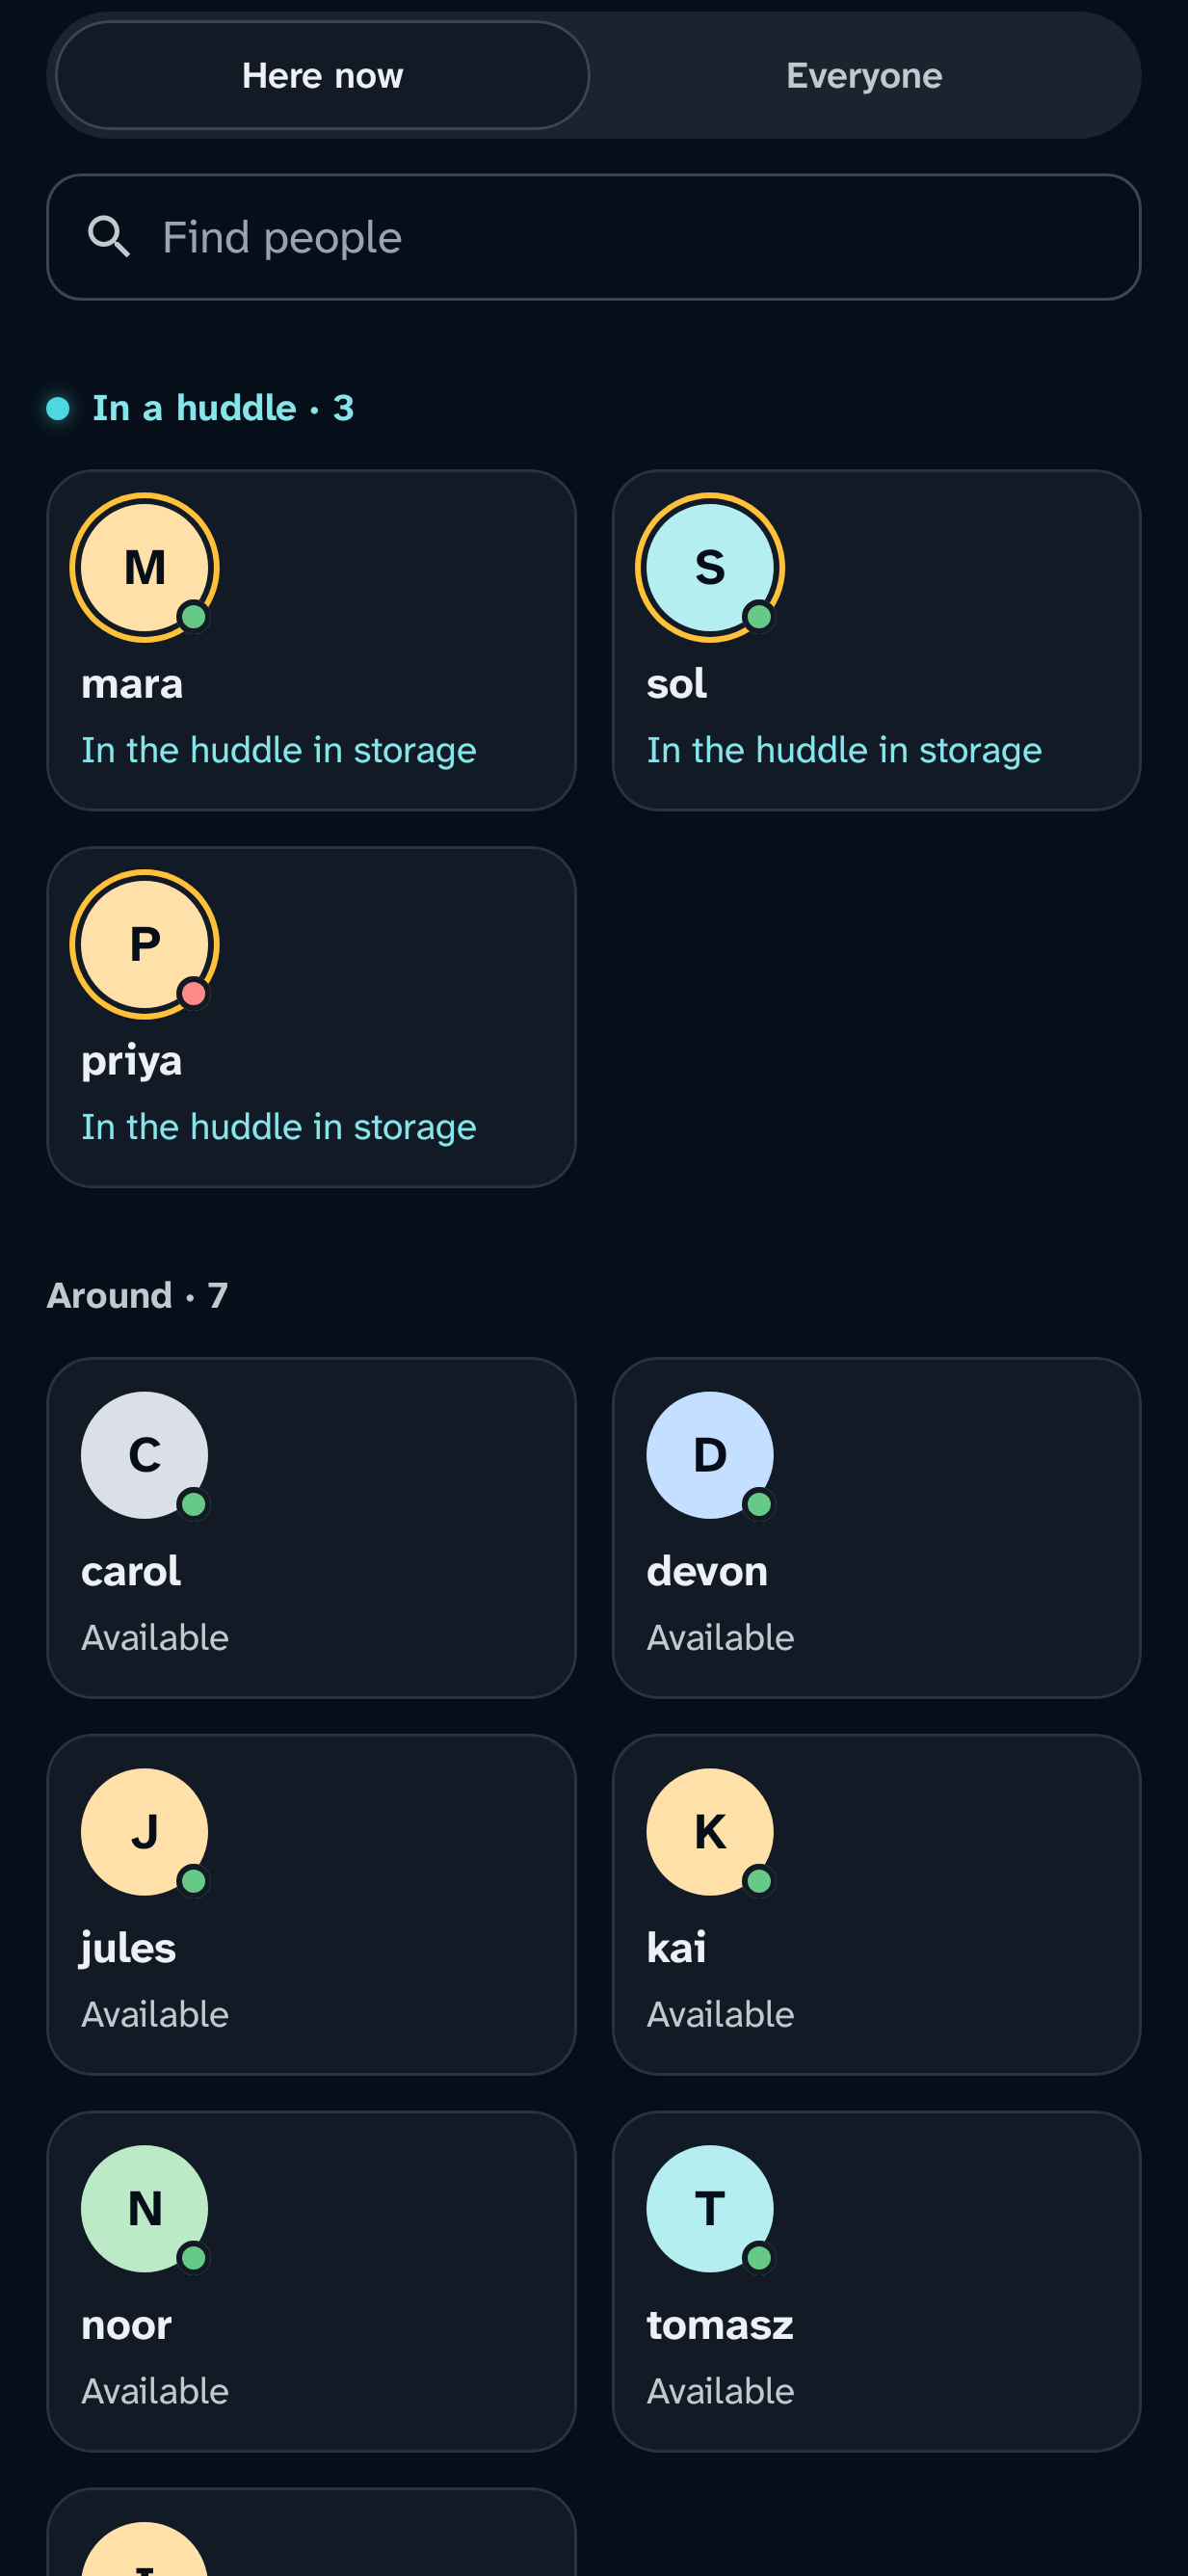 Here now
Everyone
Find people
In a huddle · 3
M
mara
In the huddle in storage
S
sol
In the huddle in storage
P
priya
In the huddle in storage
Around · 7
C
carol
Available
D
devon
Available
J
jules
Available
K
kai
Available
N
noor
Available
T
tomasz
Available